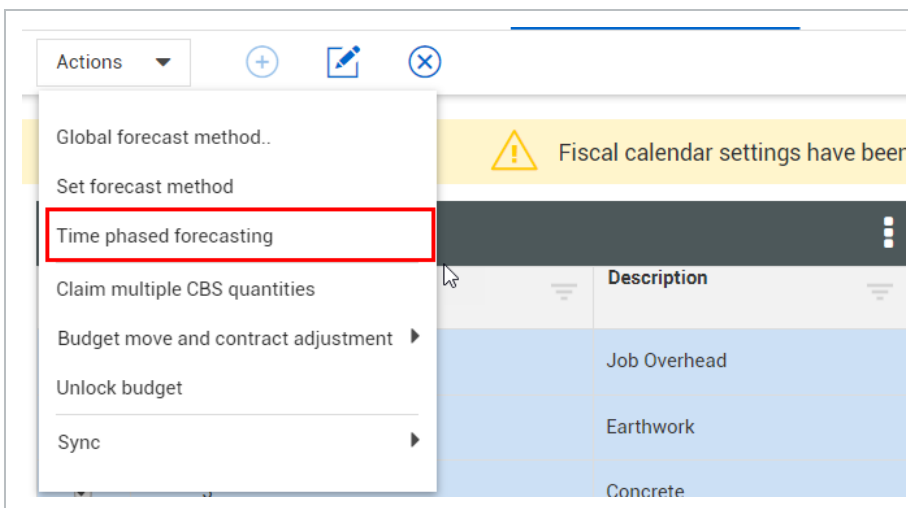 Actions
Fiscal calendar settings have been
Global forecast method..
Set forecast method
Time phased forecasting
Claim multiple CBS quantities
Budget move and contract adjustment
Unlock budget
Sync
Description
Job Overhead
Earthwork
Concrete